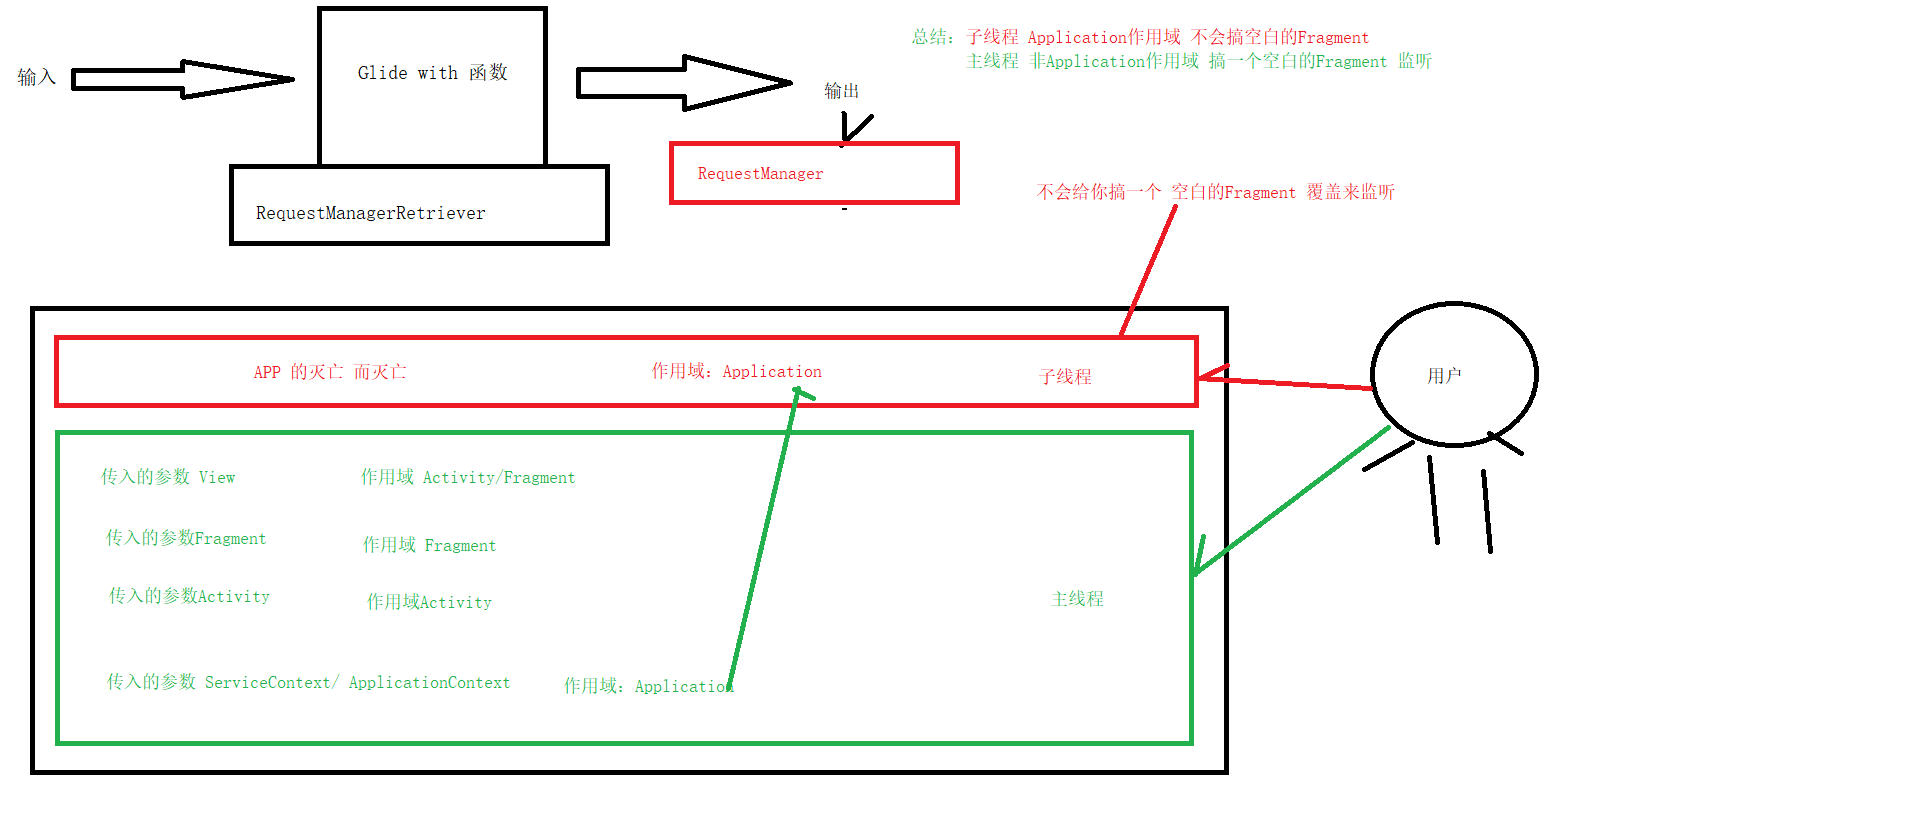 总结：子线程 Application作用域 不会搞空白的Fragment
主线程 非Application作用域 搞一个空白的Fragment 监听
输入
Glide with 函数
输出
RequestManager
RequestManagerRetriever
不会给你搞一个 空白的Fragment 覆盖来监听
APP 的灭亡 而灭亡
作用域：Application
子线程
用户
传入的参数 View
作用域 Activity/Fragment
传入的参数Fragment
作用域 Fragment
传入的参数Activity
作用域Activity
主线程
传入的参数 ServiceContext/ ApplicationContext
作用域：Application